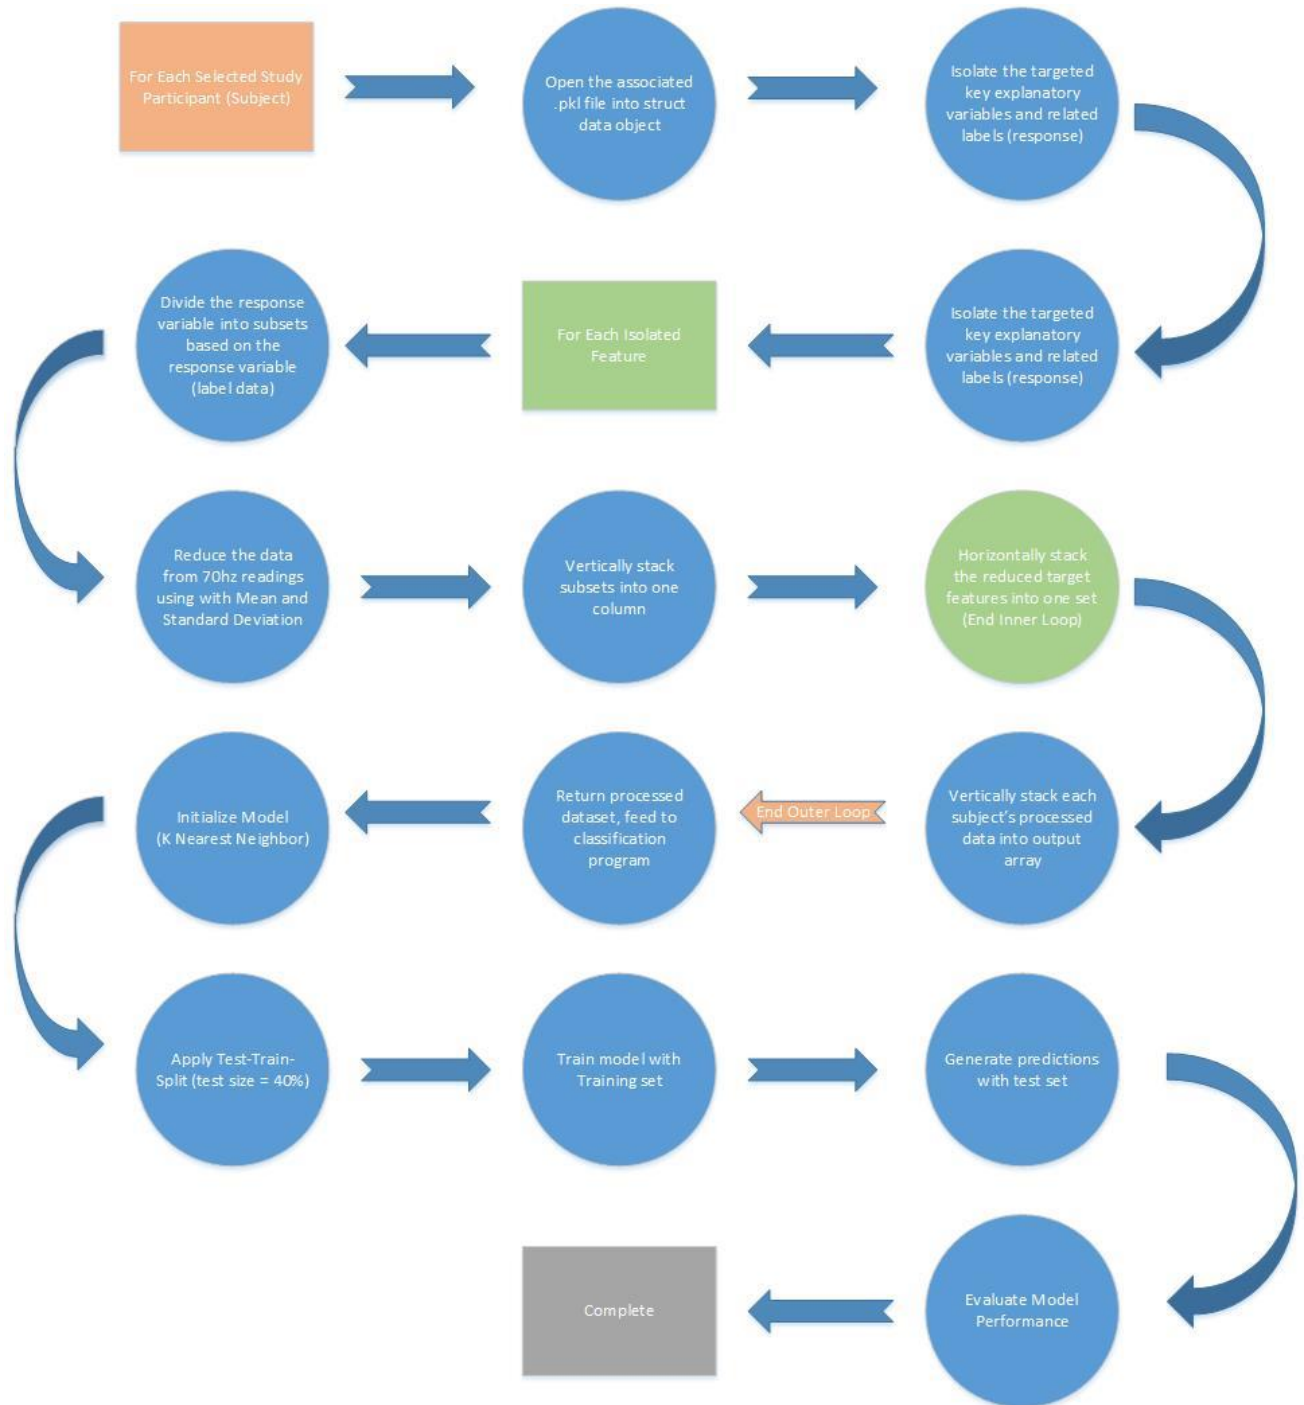 For Each Selected Study
Participant (Subject)
Open the associated
.pkl file into struct
data object
Isolate the targeted
key explanatory
variables and related
labels (response)
Isolate the targeted
key explanatory
variables and related
labels (response)
For Each Isolated
Feature
Divide the response
variable into subsets
based on the
response variable
(label data)
Reduce the data
from 70hz readings
using with Mean and
Standard Deviation
Vertically stack
subsets into one
column
Horizontally stack
the reduced target
features into one set
(End Inner Loop)
Vertically stack each
subject's processed
data into output
array
End Outer Loop
Return processed
dataset, feed to
classification
program
Initialize Model
(K Nearest Neighbor)
Apply Test-Train-
Split (test size = 40%)
Train model with
Training set
Generate predictions
with test set
Evaluate Model
Performance
Complete